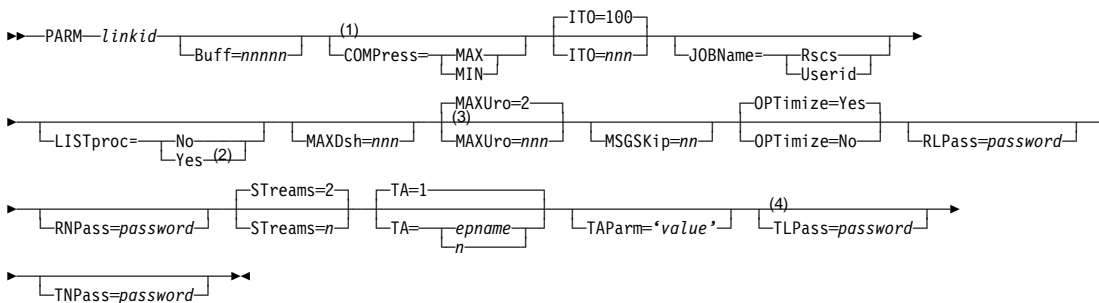 ITO=100
(1)
PARM linkid
Buff=nnnnn COMPress= MAX ITO=nnn JOBName= Rscs
MIN Userid
MAXUro=2 OPTimize=Yes
(3)
LISTproc= No MAXDsh=nnn MAXUro=nnn MSGSKip=nn OPTimize=No RLPass=password
Yes (2)
STreams=2 TA=1
(4)
RNPass=password STreams=n TA= epname TAParm=‘value’ TLPass=password
n
TNPass=password